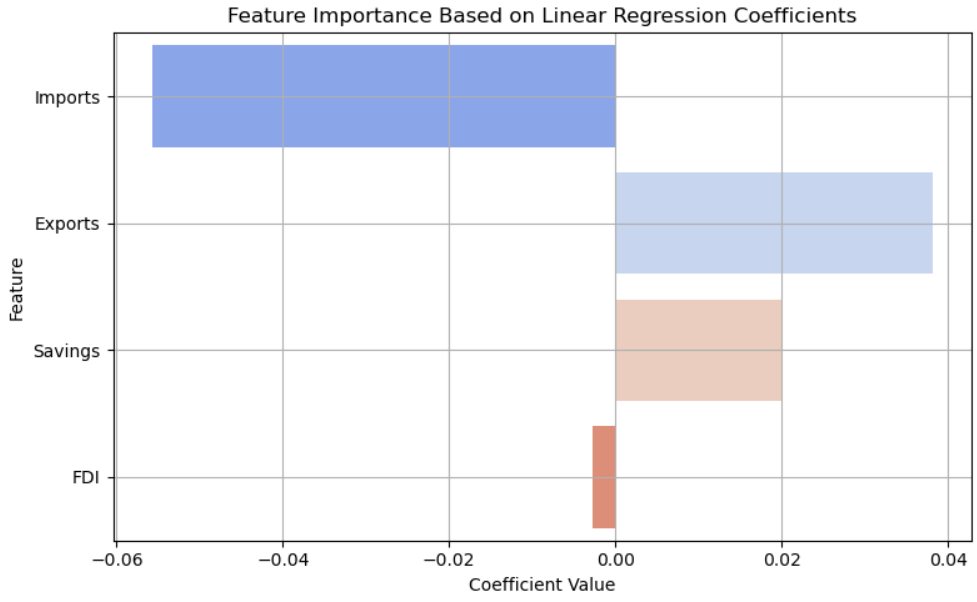 Feature Importance Based on Linear Regression Coefficients
Imports
Exports
Savings
FDI
Feature
−0.06 −0.04 −0.02 0.00 0.02 0.04
Coefficient Value